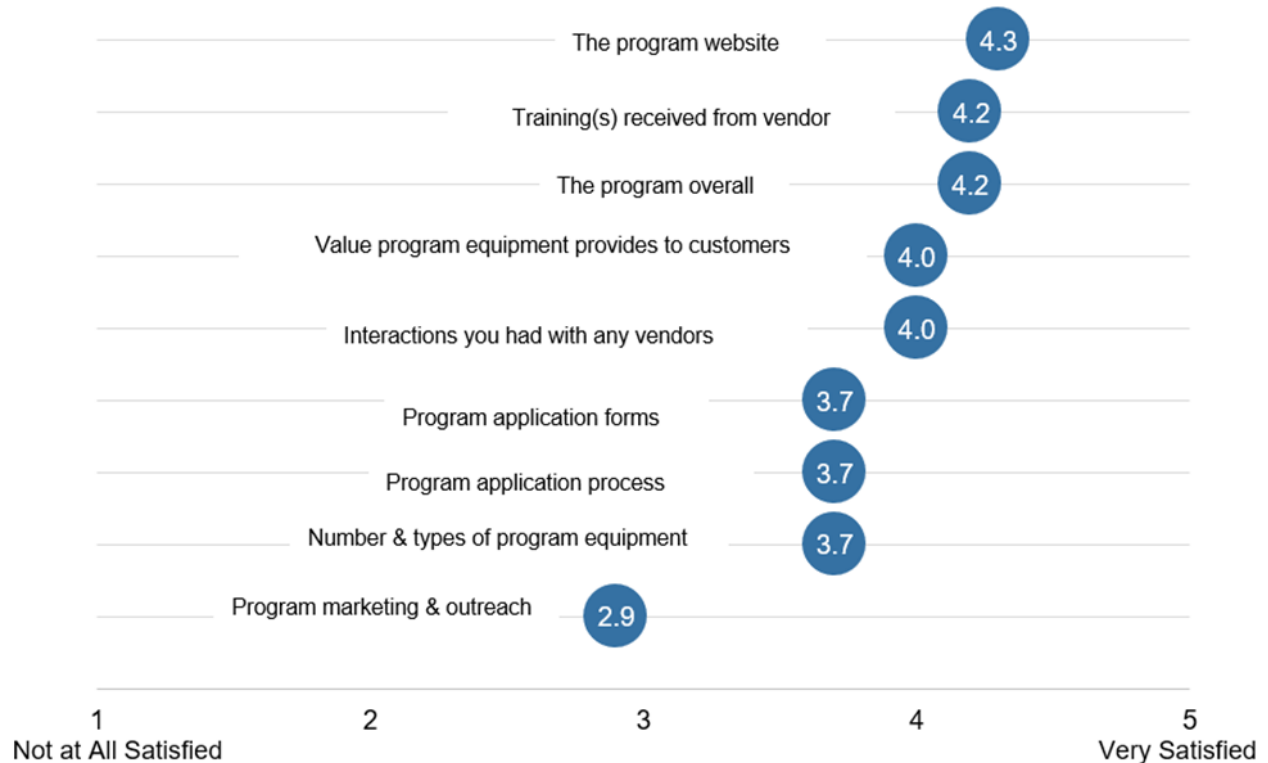 The program website 4.3
Training(s) received from vendor 4.2
The program overall 4.2
Value program equipment provides to customers 4.0
Interactions you had with any vendors 4.0
Program application forms 3.7
Program application process 3.7
Number & types of program equipment 3.7
Program marketing & outreach 2.9
1 2 3 4 5
Not at All Satisfied Very Satisfied